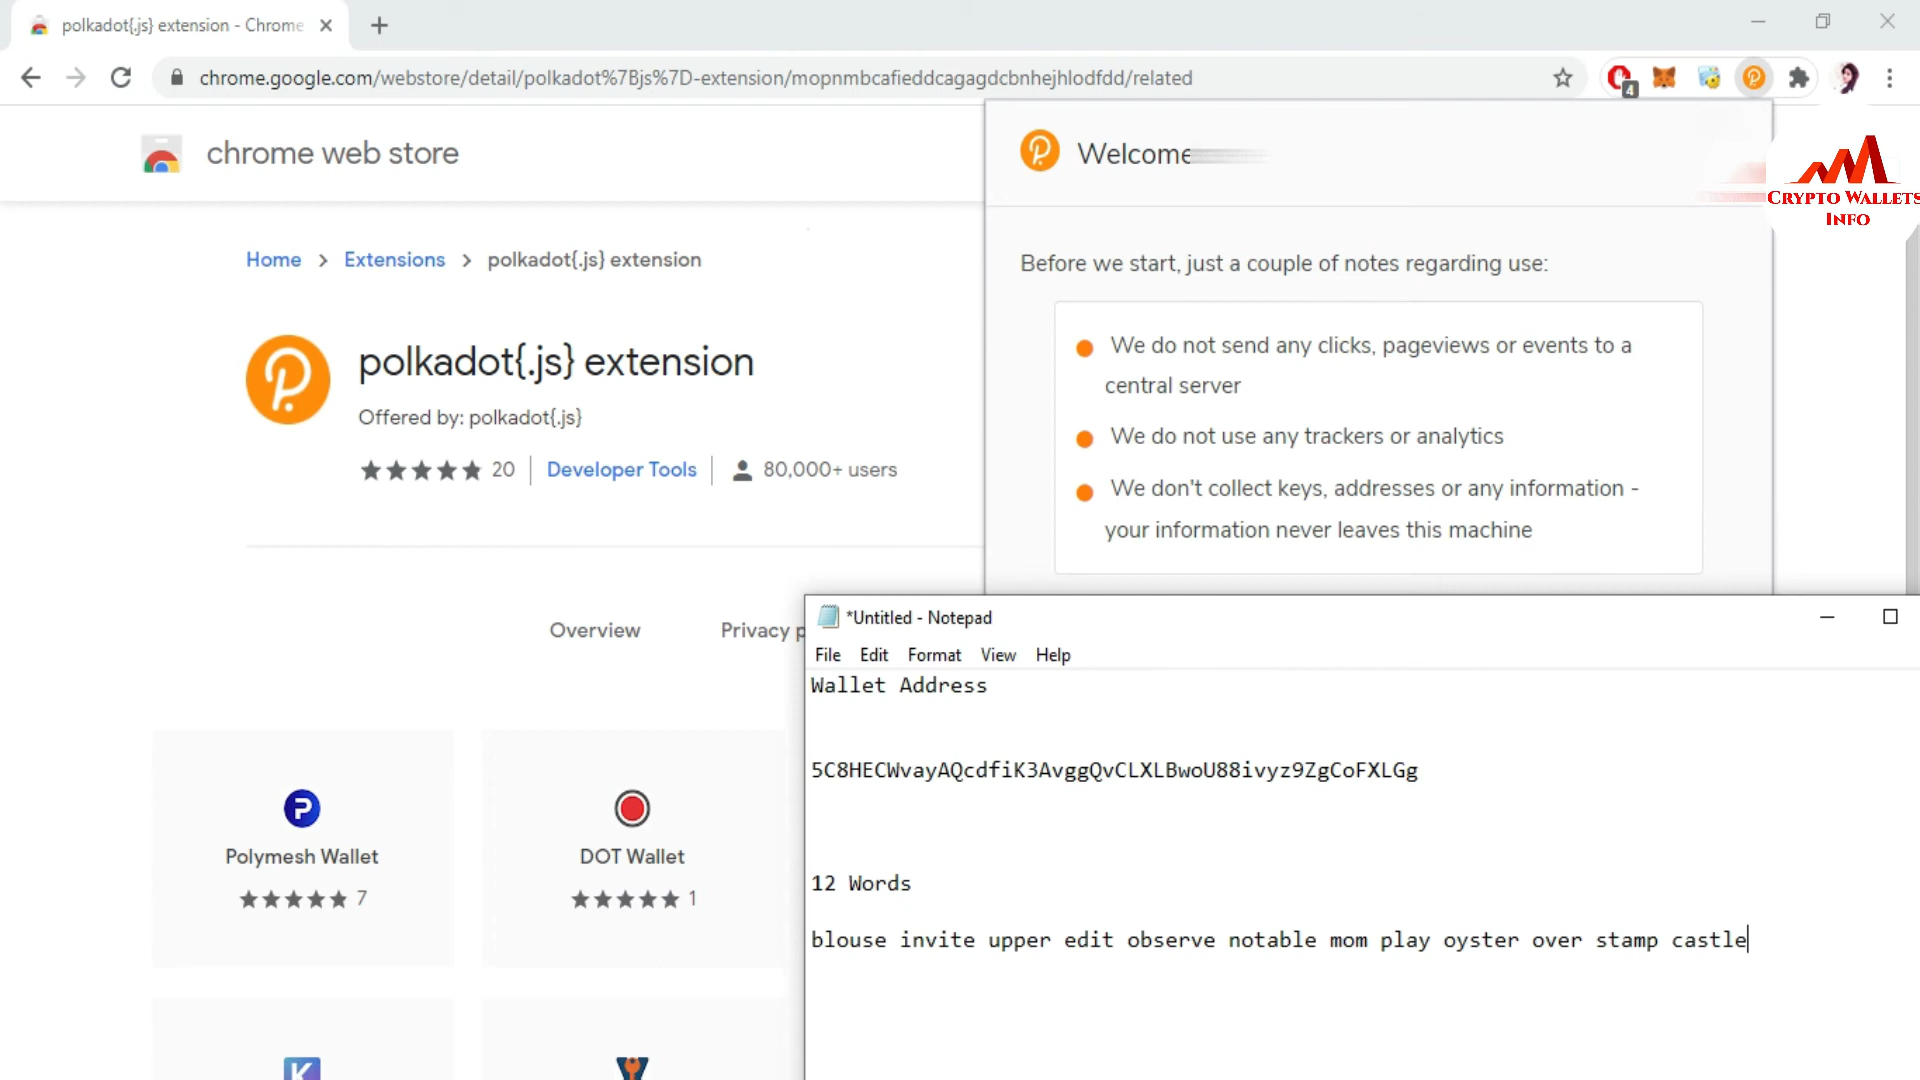 polkadot{.js} extension - Chrome
chrome.google.com/webstore/detail/polkadot%7Bjs%7D-extension/mopnmbcafieddcagagdcbnhejhlodfdd/related
4
chrome web store
Welcome
CRYPTO WALLETS
INFO
Home > Extensions > polkadot{.js} extension
Before we start, just a couple of notes regarding use:
We do not send any clicks, pageviews or events to a
central server
We do not use any trackers or analytics
We don't collect keys, addresses or any information -
your information never leaves this machine
polkadot{.js} extension
Offered by: polkadot{.js}
20 Developer Tools 80,000+ users
Overview Privacy p
*Untitled - Notepad
File Edit Format View Help
Wallet Address
5C8HECWvayAQcdfiK3AvggQvCLXLBwoU88ivyz9ZgCoFXLGg
12 Words
blouse invite upper edit observe notable mom play oyster over stamp castle
Polymesh Wallet
7
DOT Wallet
1